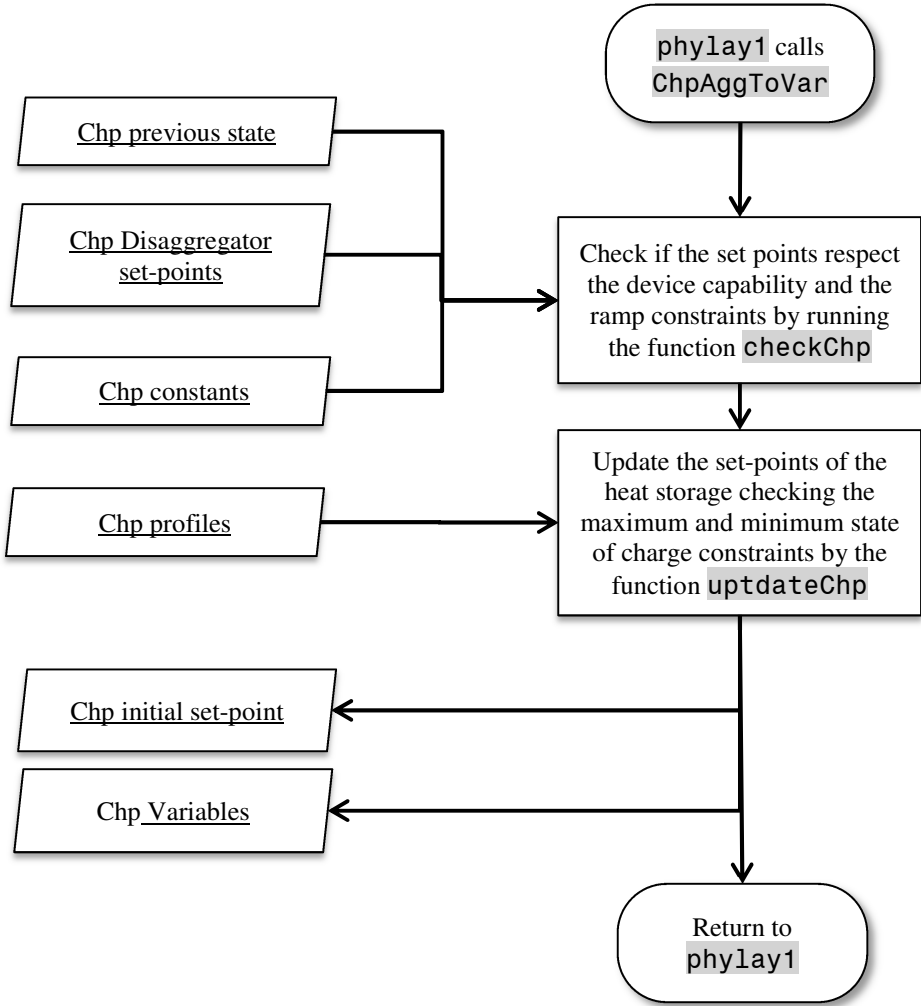 phylay1 calls
ChpAggToVar
Chp previous state
Chp Disaggregator
set-points
Chp constants
Check if the set points respect
the device capability and the
ramp constraints by running
the function checkChp
Chp profiles
Update the set-points of the
heat storage checking the
maximum and minimum state
of charge constraints by the
function uptdateChp
Chp initial set-point
Chp Variables
Return to
phylay1